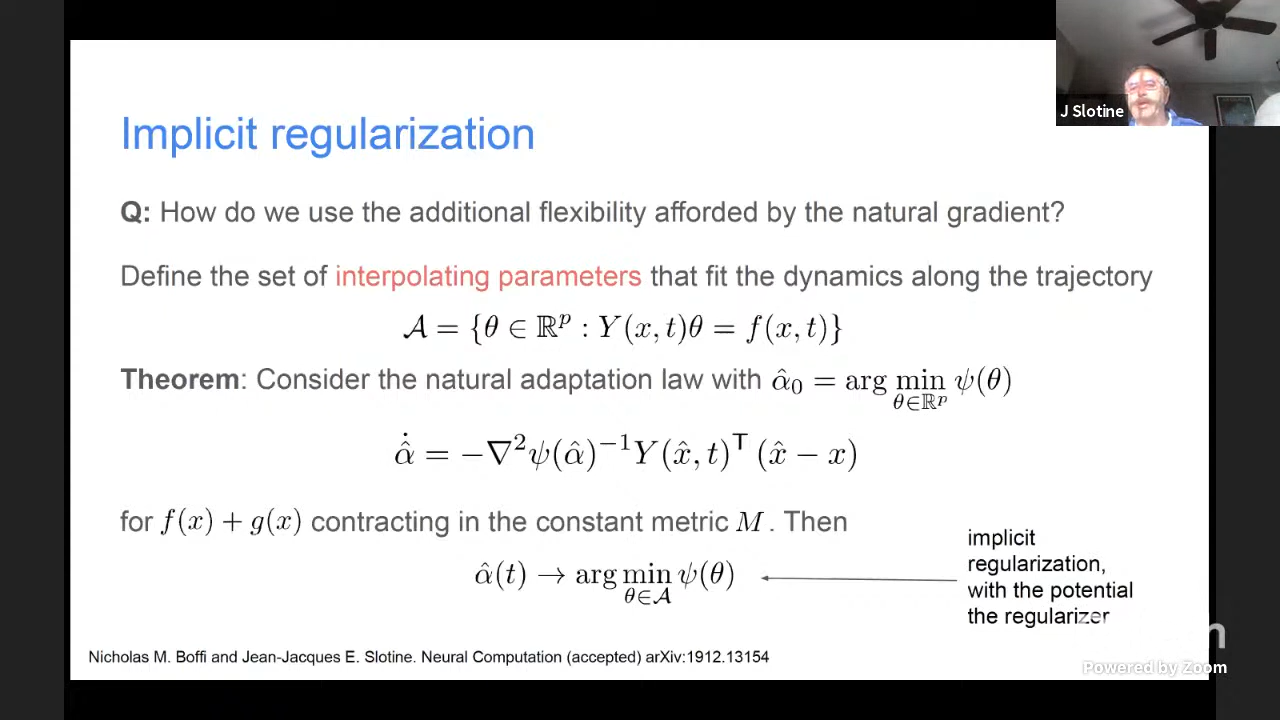 J Slotine
Implicit regularization
Q: How do we use the additional flexibility afforded by the natural gradient?
Define the set of interpolating parameters that fit the dynamics along the trajectory
𝒜 = {θ ∈ ℝᵖ : Y(x, t)θ = f(x, t)}
Theorem: Consider the natural adaptation law with α̂₀ = arg min_{θ∈ℝᵖ} ψ(θ)
α̂̇ = −∇²ψ(α̂)⁻¹Y(x̂, t)ᵀ (x̂ − x)
for f(x) + g(x) contracting in the constant metric M . Then
α̂(t) → arg min_{θ∈𝒜} ψ(θ)
implicit
regularization,
with the potential
the regularizer
Nicholas M. Boffi and Jean-Jacques E. Slotine. Neural Computation (accepted) arXiv:1912.13154
Powered by Zoom